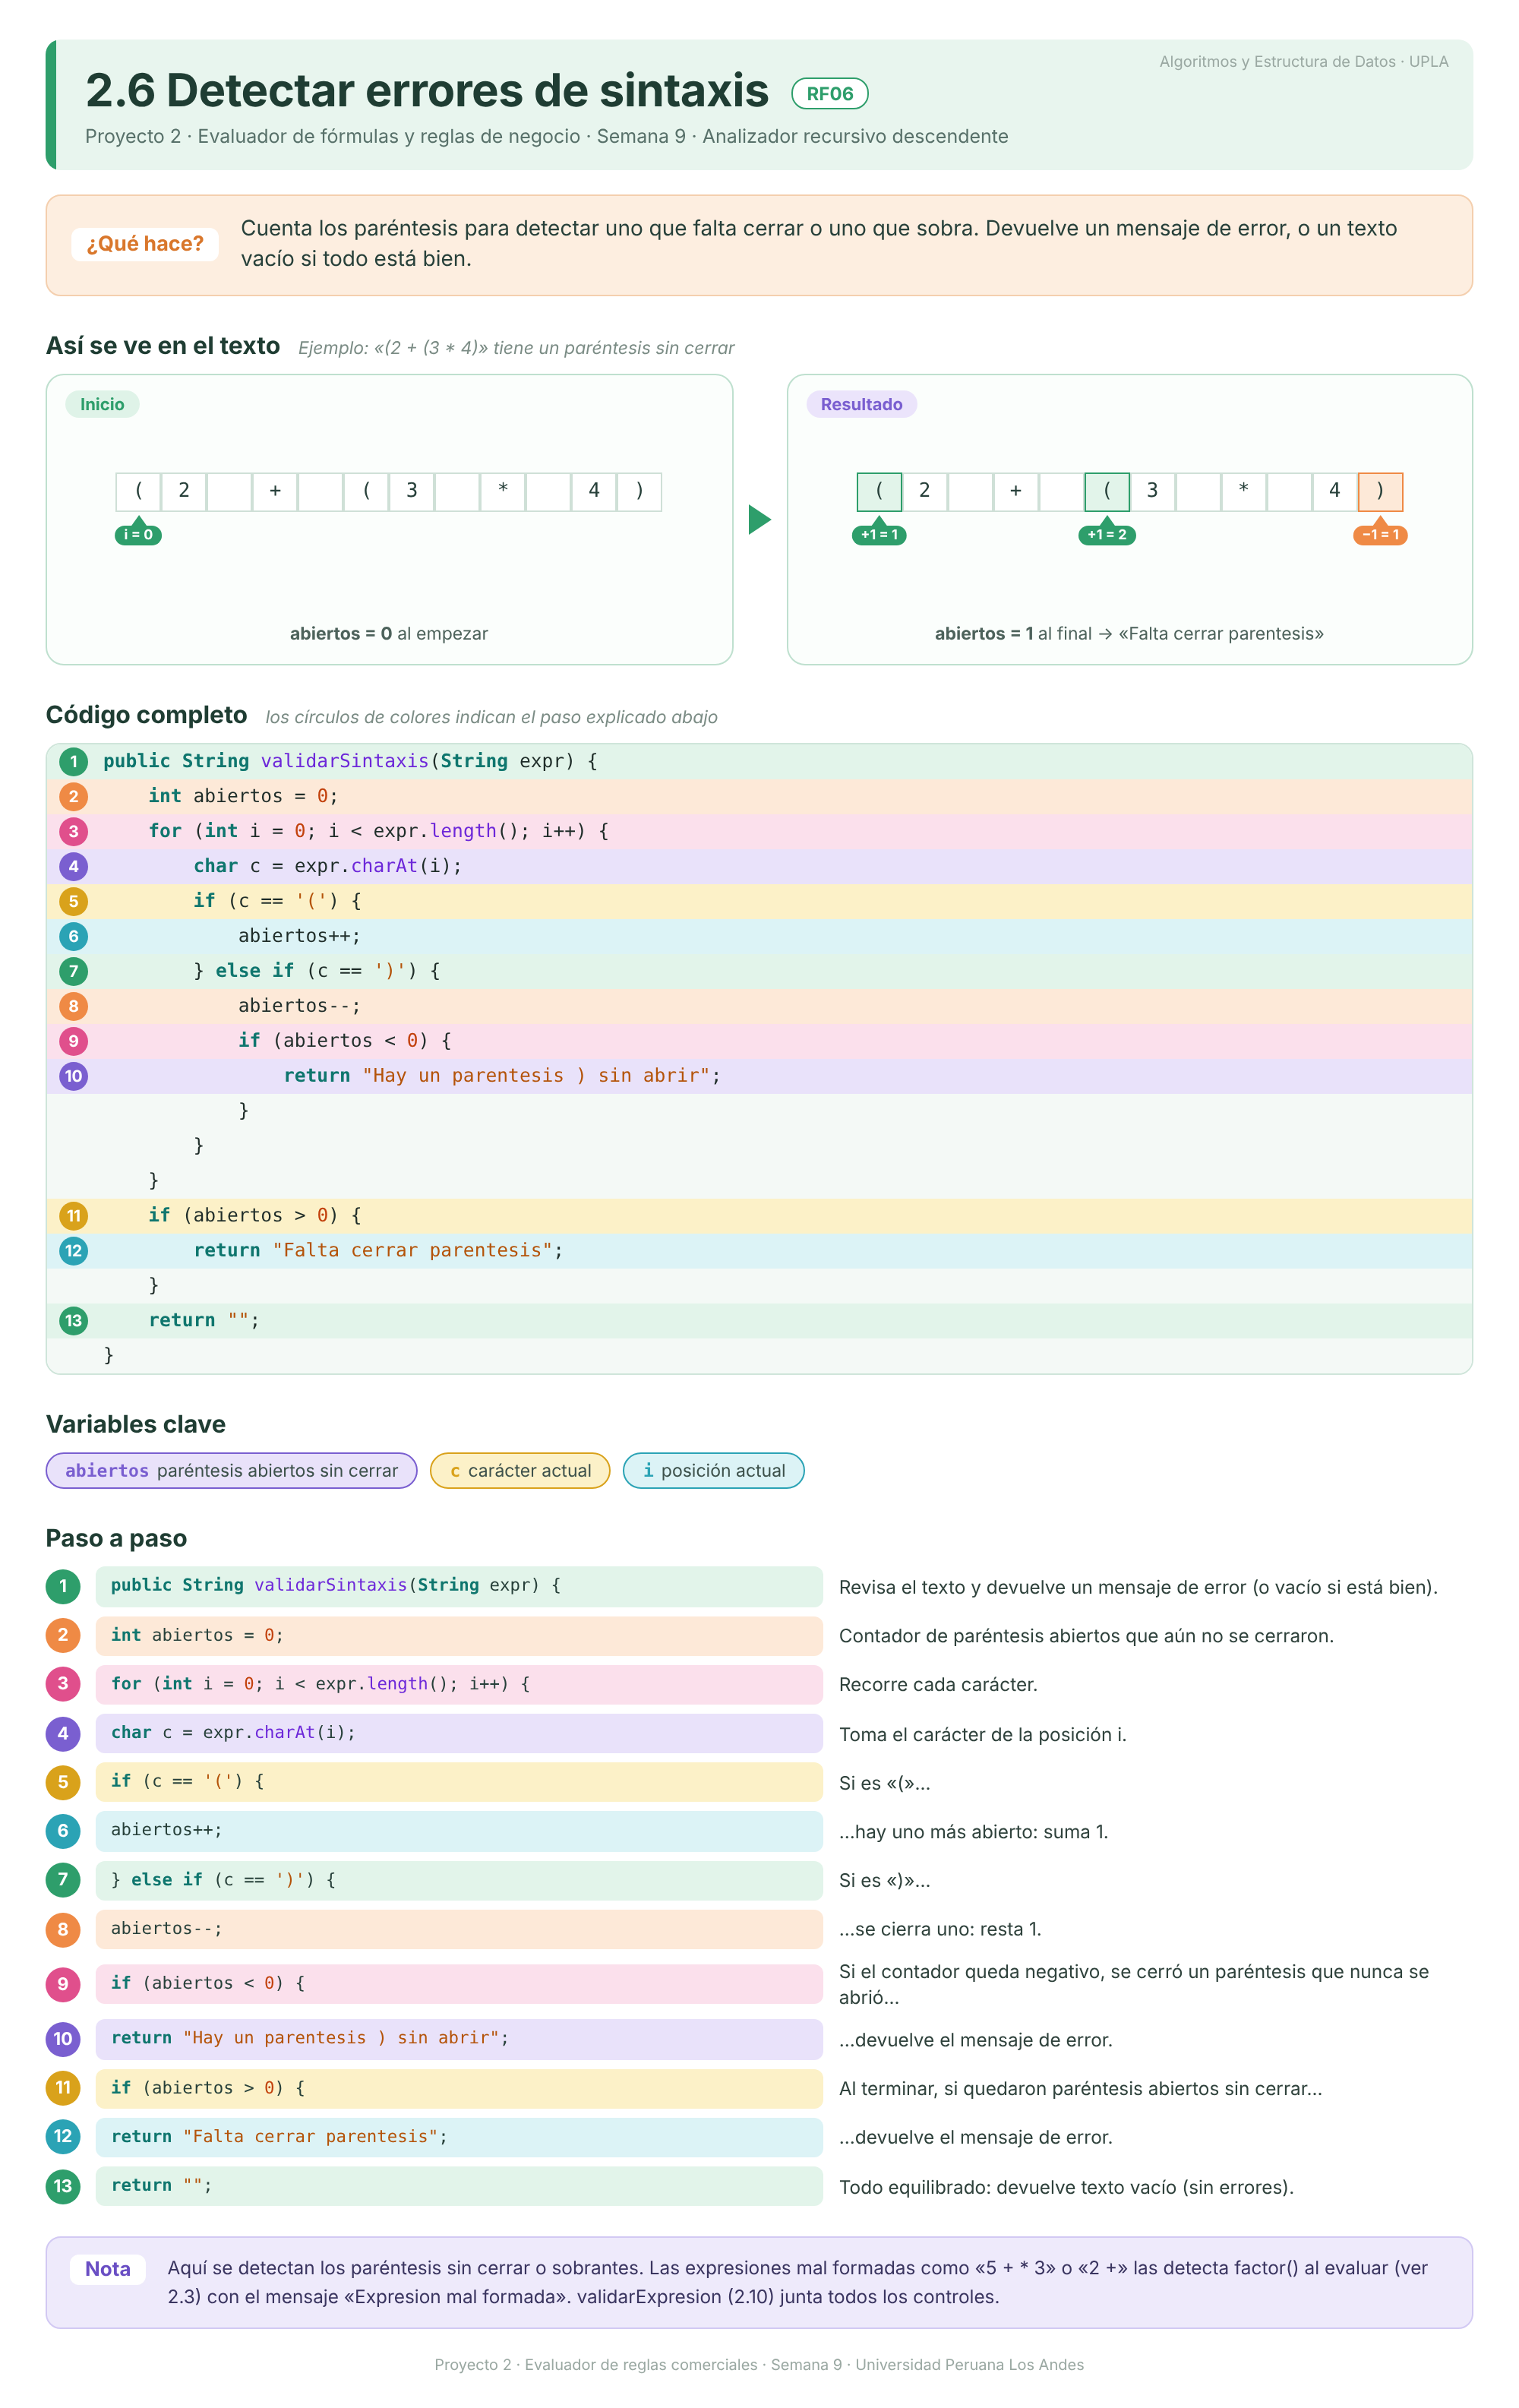 Algoritmos y Estructura de Datos · UPLA
2.6 Detectar errores de sintaxis RF06
Proyecto 2 · Evaluador de fórmulas y reglas de negocio · Semana 9 · Analizador recursivo descendente
¿Qué hace?
Cuenta los paréntesis para detectar uno que falta cerrar o uno que sobra. Devuelve un mensaje de error, o un texto
vacío si todo está bien.
Así se ve en el texto Ejemplo: «(2 + (3 * 4)» tiene un paréntesis sin cerrar
Inicio
( 2 + ( 3 * 4 )
i = 0
abiertos = 0 al empezar
Resultado
( 2 + ( 3 * 4 )
+1 = 1 +1 = 2 −1 = 1
abiertos = 1 al final → «Falta cerrar parentesis»
Código completo los círculos de colores indican el paso explicado abajo
1 public String validarSintaxis(String expr) {
2 int abiertos = 0;
3 for (int i = 0; i < expr.length(); i++) {
4 char c = expr.charAt(i);
5 if (c == '(') {
6 abiertos++;
7 } else if (c == ')') {
8 abiertos--;
9 if (abiertos < 0) {
10 return "Hay un parentesis ) sin abrir";
}
}
}
11 if (abiertos > 0) {
12 return "Falta cerrar parentesis";
}
13 return "";
}
Variables clave
abiertos paréntesis abiertos sin cerrar
c carácter actual
i posición actual
Paso a paso
1 public String validarSintaxis(String expr) { Revisa el texto y devuelve un mensaje de error (o vacío si está bien).
2 int abiertos = 0; Contador de paréntesis abiertos que aún no se cerraron.
3 for (int i = 0; i < expr.length(); i++) { Recorre cada carácter.
4 char c = expr.charAt(i); Toma el carácter de la posición i.
5 if (c == '(') { Si es «(»...
6 abiertos++; ...hay uno más abierto: suma 1.
7 } else if (c == ')') { Si es «)»...
8 abiertos--; ...se cierra uno: resta 1.
9 if (abiertos < 0) { Si el contador queda negativo, se cerró un paréntesis que nunca se
abrió...
10 return "Hay un parentesis ) sin abrir"; ...devuelve el mensaje de error.
11 if (abiertos > 0) { Al terminar, si quedaron paréntesis abiertos sin cerrar...
12 return "Falta cerrar parentesis"; ...devuelve el mensaje de error.
13 return ""; Todo equilibrado: devuelve texto vacío (sin errores).
Nota
Aquí se detectan los paréntesis sin cerrar o sobrantes. Las expresiones mal formadas como «5 + * 3» o «2 +» las detecta factor() al evaluar (ver
2.3) con el mensaje «Expresion mal formada». validarExpresion (2.10) junta todos los controles.
Proyecto 2 · Evaluador de reglas comerciales · Semana 9 · Universidad Peruana Los Andes